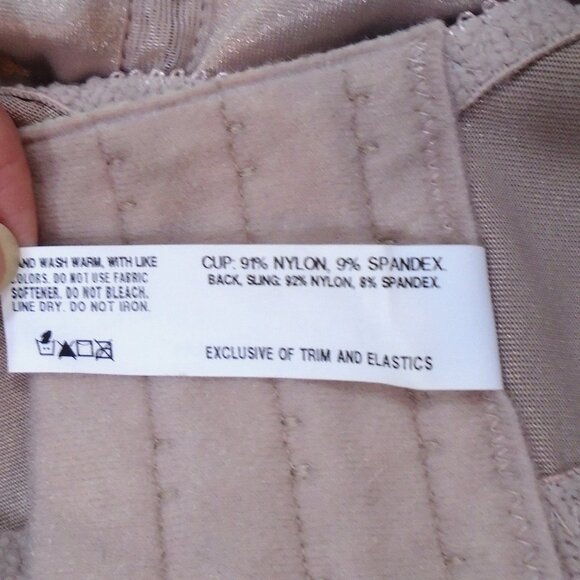 AND WASH WARM, WITH LIKE
COLORS. DO NOT USE FABRIC
SOFTENER. DO NOT BLEACH.
LINE DRY. DO NOT IRON.
CUP: 91% NYLON, 9% SPANDEX.
BACK, SLING: 92% NYLON, 8% SPANDEX.
EXCLUSIVE OF TRIM AND ELASTICS